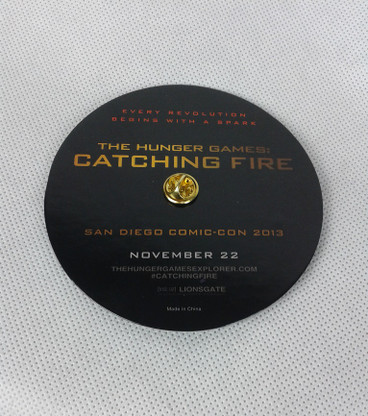 EVERY REVOLUTION
BEGINS WITH A SPARK
THE HUNGER GAMES:
CATCHING FIRE
SAN DIEGO COMIC-CON 2013
NOVEMBER 22
THEHUNGERGAMESEXPLORER.COM
#CATCHINGFIRE
LIONSGATE
Made in China